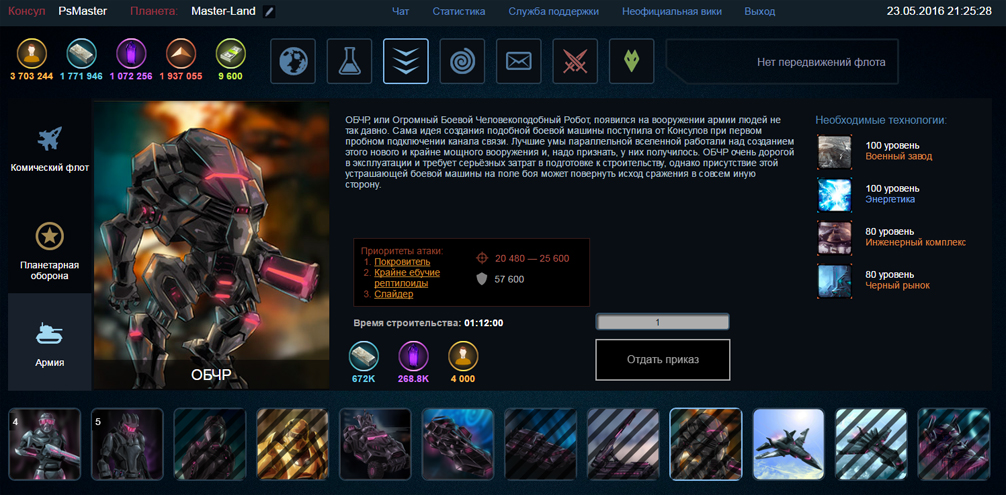 Консул PsMaster Планета: Master-Land Чат Статистика Служба поддержки Неофициальная вики Выход 23.05.2016 21:25:28
3 703 244 1 771 946 1 072 256 1 937 055 9 600
Нет передвижений флота
Комический флот
Планетарная
оборона
Армия
ОБЧР
ОБЧР, или Огромный Боевой Человекоподобный Робот, появился на вооружении армии людей не
так давно. Сама идея создания подобной боевой машины поступила от Консулов при первом
пробном подключении канала связи. Лучшие умы параллельной вселенной работали над созданием
этого нового и крайне мощного вооружения и, надо признать, у них получилось. ОБЧР очень дорогой
в эксплуатации и требует серьёзных затрат в подготовке к строительству, однако присутствие этой
устрашающей боевой машины на поле боя может повернуть исход сражения в совсем иную
сторону.
Приоритеты атаки:
1. Покровитель
2. Крайне ебучие
рептилоиды
3. Слайдер
20 480 — 25 600
57 600
Время строительства: 01:12:00
672K 268.8K 4 000
1
Отдать приказ
Необходимые технологии:
100 уровень
Военный завод
100 уровень
Энергетика
80 уровень
Инженерный комплекс
80 уровень
Черный рынок
4 5